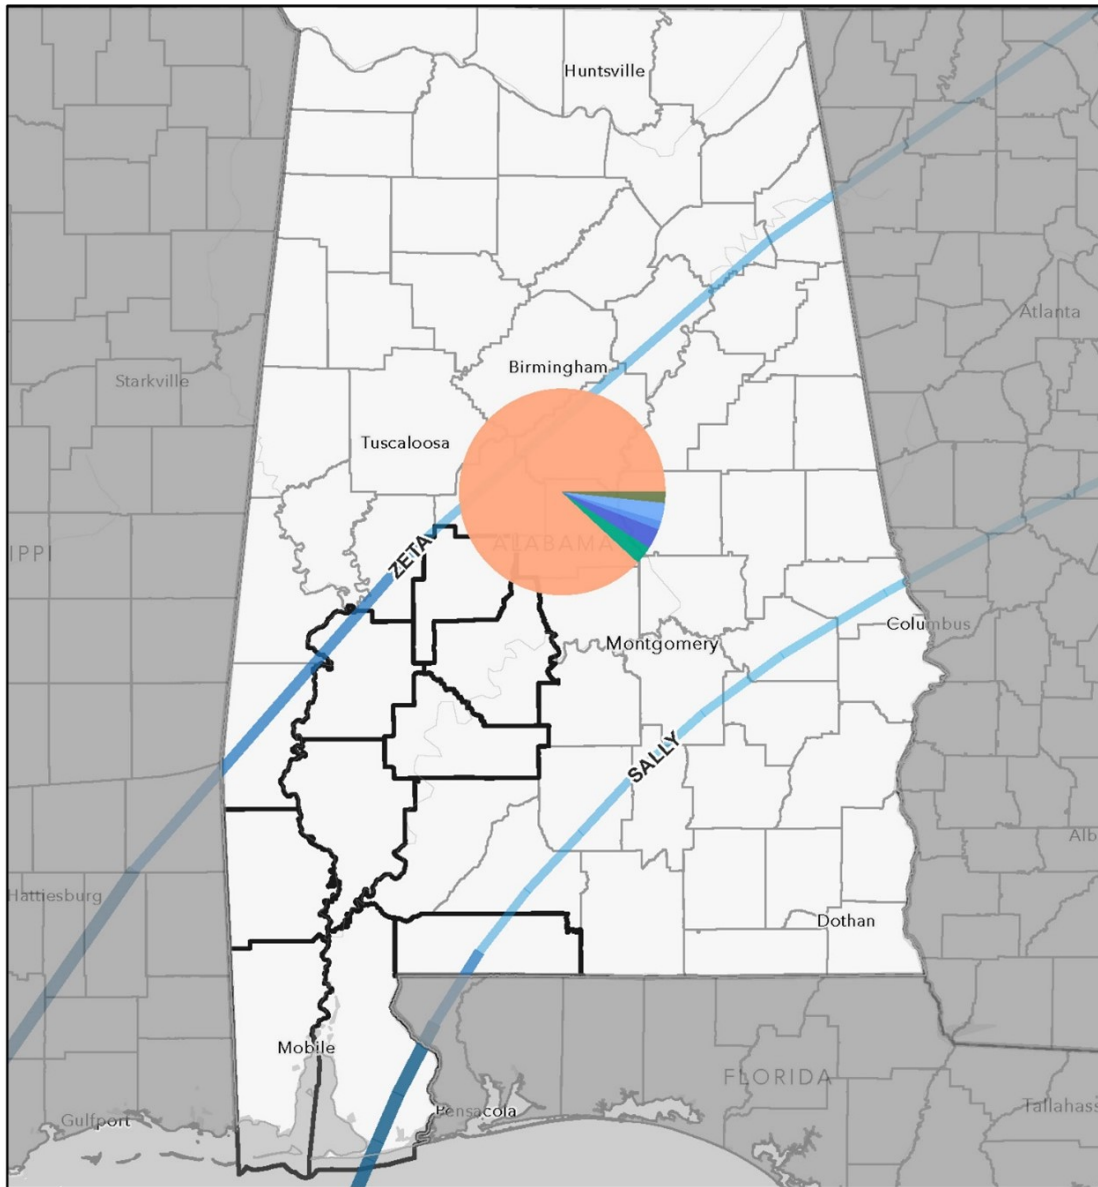 Huntsville
Atlanta
Birmingham
Starkville
Tuscaloosa
ALABAMA
IPPI
ZETA
Columbus
Montgomery
SALLY
Alb
Hattiesburg
Dothan
Mobile
FLORIDA
Pensacola
Tallahass
Gulfport